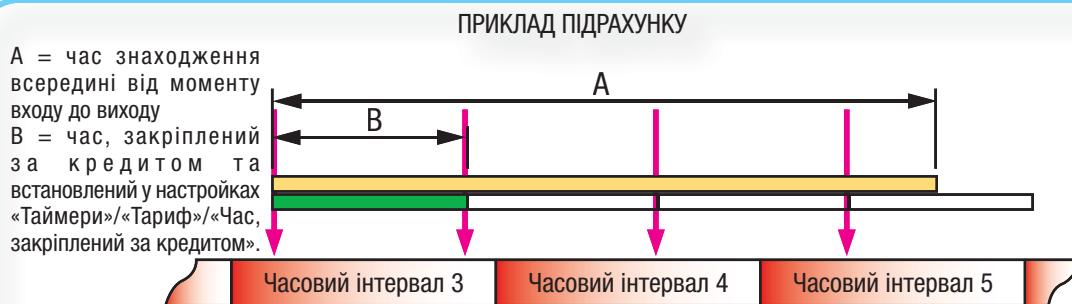 ПРИКЛАД ПІДРАХУНКУ
А = час знаходження
всередині від моменту
входу до виходу
В = час, закріплений
за кредитом та
встановлений у настройках
«Таймери»/«Тариф»/«Час,
закріплений за кредитом».
А
В
Часовий інтервал 3
Часовий інтервал 4
Часовий інтервал 5